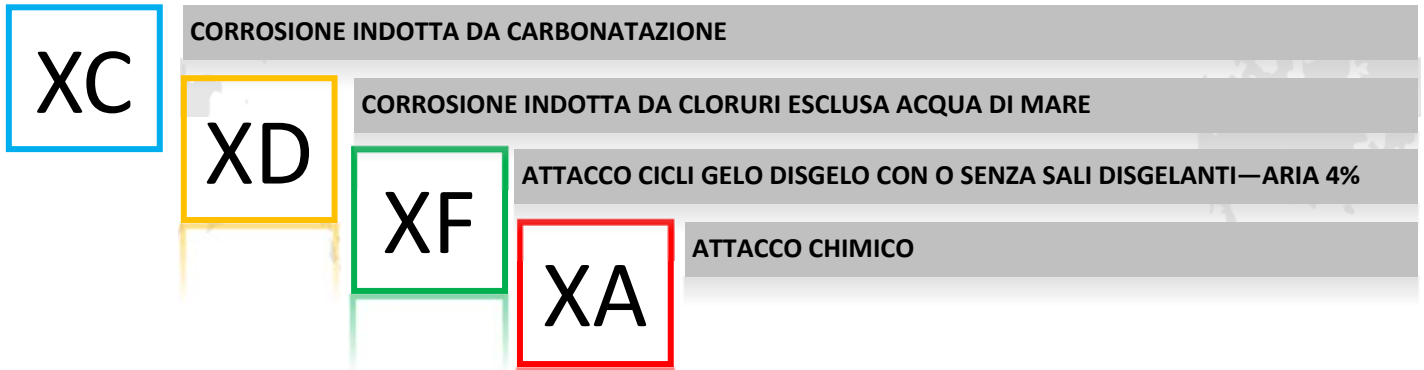 CORROSIONE INDOTTA DA CARBONATAZIONE
XC
CORROSIONE INDOTTA DA CLORURI ESCLUSA ACQUA DI MARE
XD
ATTACCO CICLI GELO DISGELO CON O SENZA SALI DISGELANTI—ARIA 4%
XF
ATTACCO CHIMICO
XA